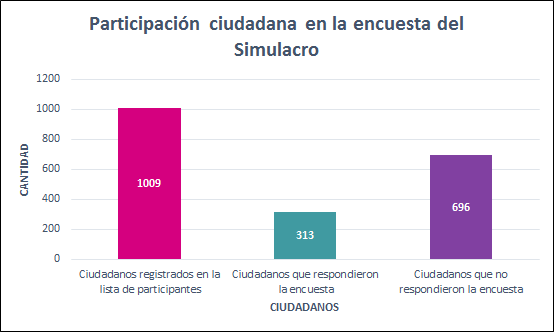 Participación ciudadana en la encuesta del
Simulacro
1200
1000
800
600
400
200
0
CANTIDAD
1009
313
696
Ciudadanos registrados en la
lista de participantes
Ciudadanos que respondieron
la encuesta
Ciudadanos que no
respondieron la encuesta
CIUDADANOS